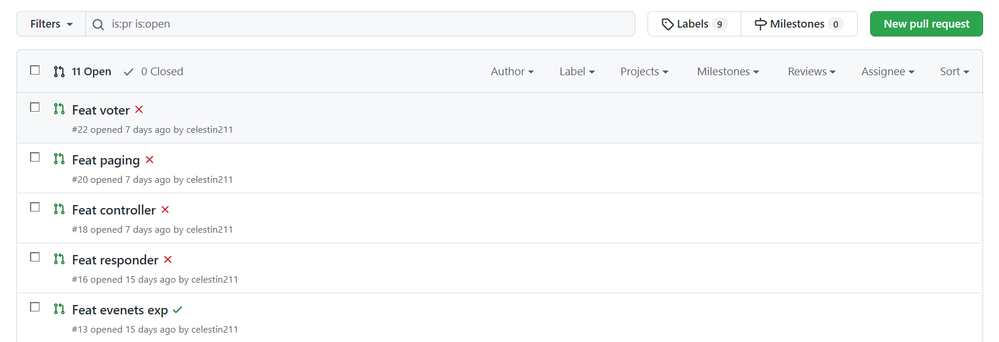 Filters is:pr is:open Labels 9 Milestones 0 New pull request
11 Open 0 Closed Author Label Projects Milestones Reviews Assignee Sort
Feat voter
#22 opened 7 days ago by celestin211
Feat paging
#20 opened 7 days ago by celestin211
Feat controller
#18 opened 7 days ago by celestin211
Feat responder
#16 opened 15 days ago by celestin211
Feat evenets exp
#13 opened 15 days ago by celestin211